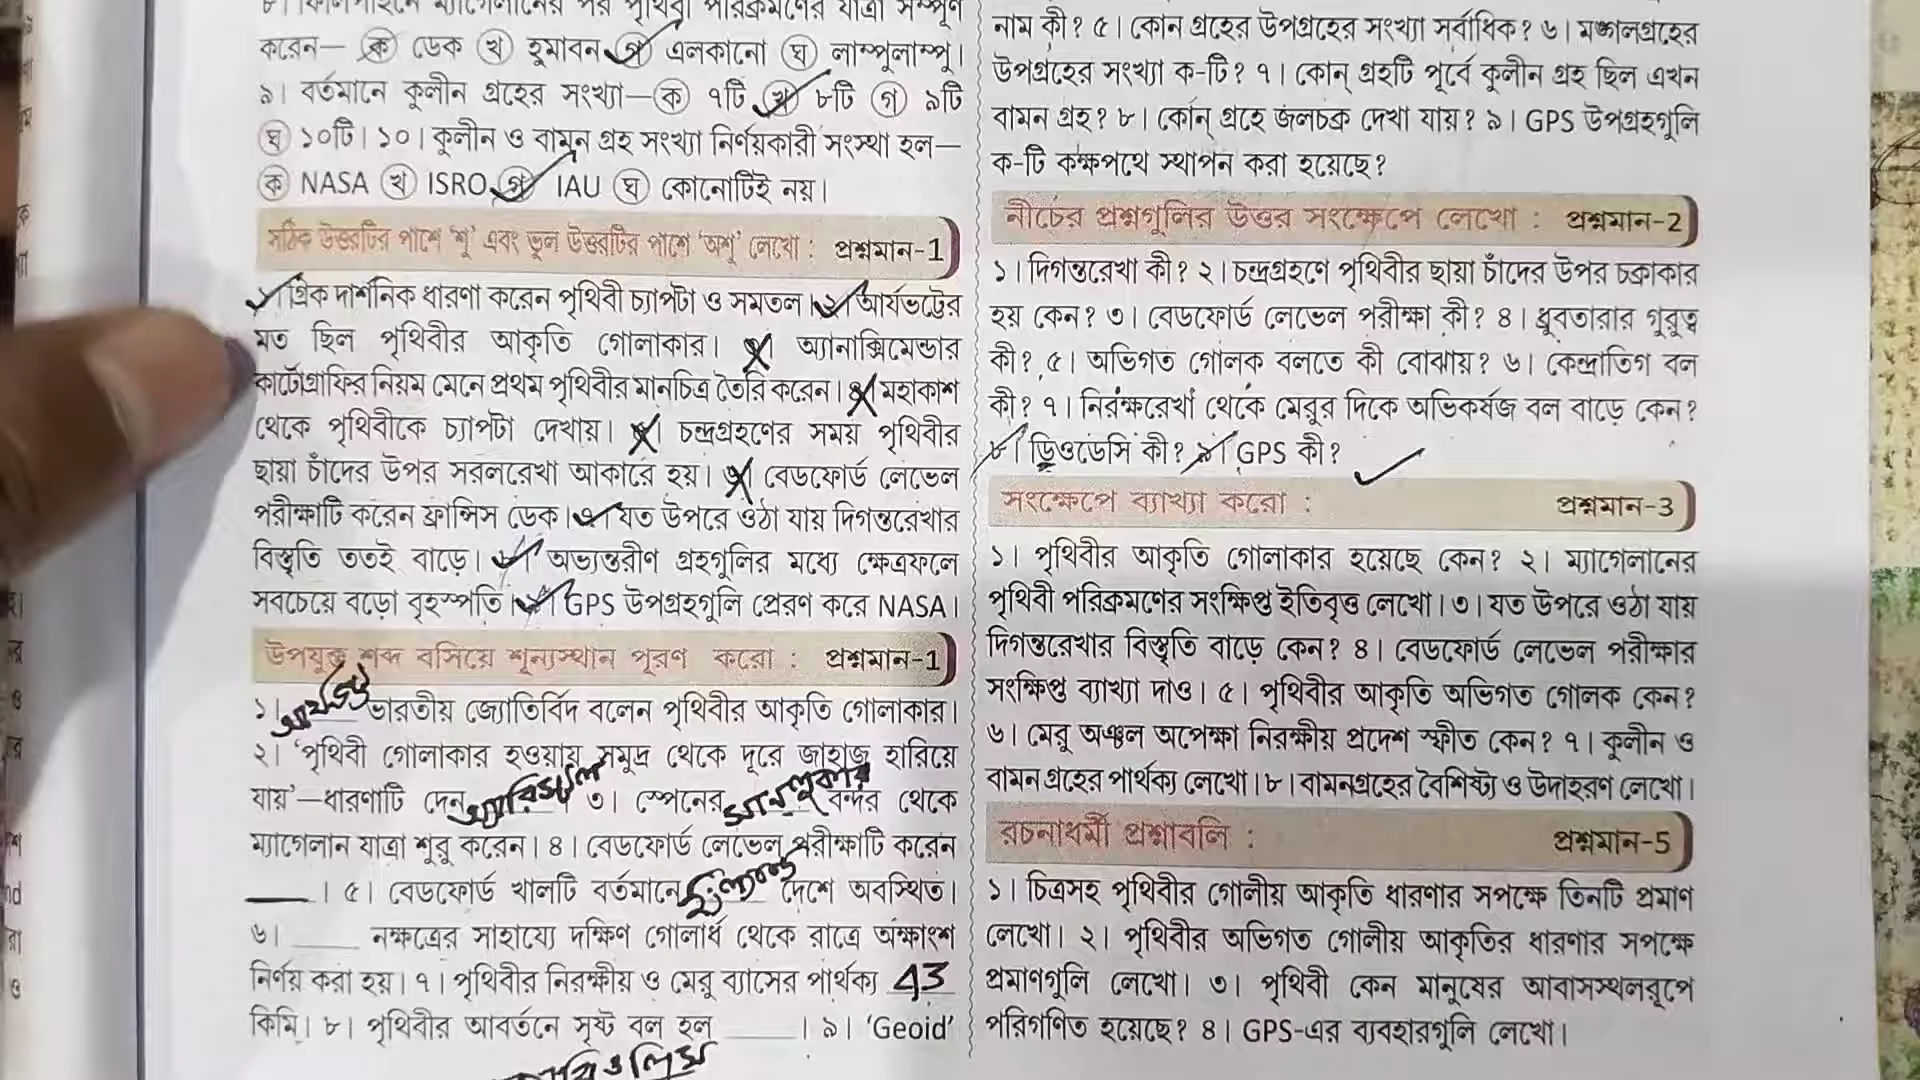 ৮। ফিলিপাইনে ম্যাগেলানের পর পৃথিবী পরিক্রমণের যাত্রা সম্পূর্ণ
করেন— ক ডেক খ হুমাবন গ এলকানো ঘ লাম্পুলাম্পু।
৯। বর্তমানে কুলীন গ্রহের সংখ্যা— ক ৭টি খ ৮টি গ ৯টি
ঘ ১০টি। ১০। কুলীন ও বামন গ্রহ সংখ্যা নির্ণয়কারী সংস্থা হল—
ক NASA খ ISRO গ IAU ঘ কোনোটিই নয়।
সঠিক উত্তরটির পাশে ‘শু’ এবং ভুল উত্তরটির পাশে ‘অশু’ লেখো : প্রশ্নমান-1
১। গ্রিক দার্শনিক ধারণা করেন পৃথিবী চ্যাপটা ও সমতল। ২। আর্যভট্টের
মত ছিল পৃথিবীর আকৃতি গোলাকার। ৩। অ্যানাক্সিমেন্ডার
কার্টোগ্রাফির নিয়ম মেনে প্রথম পৃথিবীর মানচিত্র তৈরি করেন। ৪। মহাকাশ
থেকে পৃথিবীকে চ্যাপটা দেখায়। ৫। চন্দ্রগ্রহণের সময় পৃথিবীর
ছায়া চাঁদের উপর সরলরেখা আকারে হয়। ৬। বেডফোর্ড লেভেল
পরীক্ষাটি করেন ফ্রান্সিস ডেক। ৭। যত উপরে ওঠা যায় দিগন্তরেখার
বিস্তৃতি ততই বাড়ে। ৮। অভ্যন্তরীণ গ্রহগুলির মধ্যে ক্ষেত্রফলে
সবচেয়ে বড়ো বৃহস্পতি। ৯। GPS উপগ্রহগুলি প্রেরণ করে NASA।
উপযুক্ত শব্দ বসিয়ে শূন্যস্থান পূরণ করো : প্রশ্নমান-1
১। আর্যভট্ট ভারতীয় জ্যোতির্বিদ বলেন পৃথিবীর আকৃতি গোলাকার।
২। ‘পৃথিবী গোলাকার হওয়ায় সমুদ্র থেকে দূরে জাহাজ হারিয়ে
যায়’—ধারণাটি দেন অ্যারিস্টটল ৩। স্পেনের সানলুকার বন্দর থেকে
ম্যাগেলান যাত্রা শুরু করেন। ৪। বেডফোর্ড লেভেল পরীক্ষাটি করেন
____। ৫। বেডফোর্ড খালটি বর্তমানে ইংল্যান্ড দেশে অবস্থিত।
৬। ____ নক্ষত্রের সাহায্যে দক্ষিণ গোলার্ধ থেকে রাত্রে অক্ষাংশ
নির্ণয় করা হয়। ৭। পৃথিবীর নিরক্ষীয় ও মেরু ব্যাসের পার্থক্য 43
কিমি। ৮। পৃথিবীর আবর্তনে সৃষ্ট বল হল ____। ৯। ‘Geoid’
নাম কী? ৫। কোন গ্রহের উপগ্রহের সংখ্যা সর্বাধিক? ৬। মঙ্গলগ্রহের
উপগ্রহের সংখ্যা ক-টি? ৭। কোন্ গ্রহটি পূর্বে কুলীন গ্রহ ছিল এখন
বামন গ্রহ? ৮। কোন্ গ্রহে জলচক্র দেখা যায়? ৯। GPS উপগ্রহগুলি
ক-টি কক্ষপথে স্থাপন করা হয়েছে?
নীচের প্রশ্নগুলির উত্তর সংক্ষেপে লেখো : প্রশ্নমান-2
১। দিগন্তরেখা কী? ২। চন্দ্রগ্রহণে পৃথিবীর ছায়া চাঁদের উপর চক্রাকার
হয় কেন? ৩। বেডফোর্ড লেভেল পরীক্ষা কী? ৪। ধ্রুবতারার গুরুত্ব
কী? ৫। অভিগত গোলক বলতে কী বোঝায়? ৬। কেন্দ্রাতিগ বল
কী? ৭। নিরক্ষরেখা থেকে মেরুর দিকে অভিকর্ষজ বল বাড়ে কেন?
৮। জিওডেসি কী? ৯। GPS কী?
সংক্ষেপে ব্যাখ্যা করো : প্রশ্নমান-3
১। পৃথিবীর আকৃতি গোলাকার হয়েছে কেন? ২। ম্যাগেলানের
পৃথিবী পরিক্রমণের সংক্ষিপ্ত ইতিবৃত্ত লেখো। ৩। যত উপরে ওঠা যায়
দিগন্তরেখার বিস্তৃতি বাড়ে কেন? ৪। বেডফোর্ড লেভেল পরীক্ষার
সংক্ষিপ্ত ব্যাখ্যা দাও। ৫। পৃথিবীর আকৃতি অভিগত গোলক কেন?
৬। মেরু অঞ্চল অপেক্ষা নিরক্ষীয় প্রদেশ স্ফীত কেন? ৭। কুলীন ও
বামন গ্রহের পার্থক্য লেখো। ৮। বামনগ্রহের বৈশিষ্ট্য ও উদাহরণ লেখো।
রচনাধর্মী প্রশ্নাবলি : প্রশ্নমান-5
১। চিত্রসহ পৃথিবীর গোলীয় আকৃতি ধারণার সপক্ষে তিনটি প্রমাণ
লেখো। ২। পৃথিবীর অভিগত গোলীয় আকৃতির ধারণার সপক্ষে
প্রমাণগুলি লেখো। ৩। পৃথিবী কেন মানুষের আবাসস্থলরূপে
পরিগণিত হয়েছে? ৪। GPS-এর ব্যবহারগুলি লেখো।